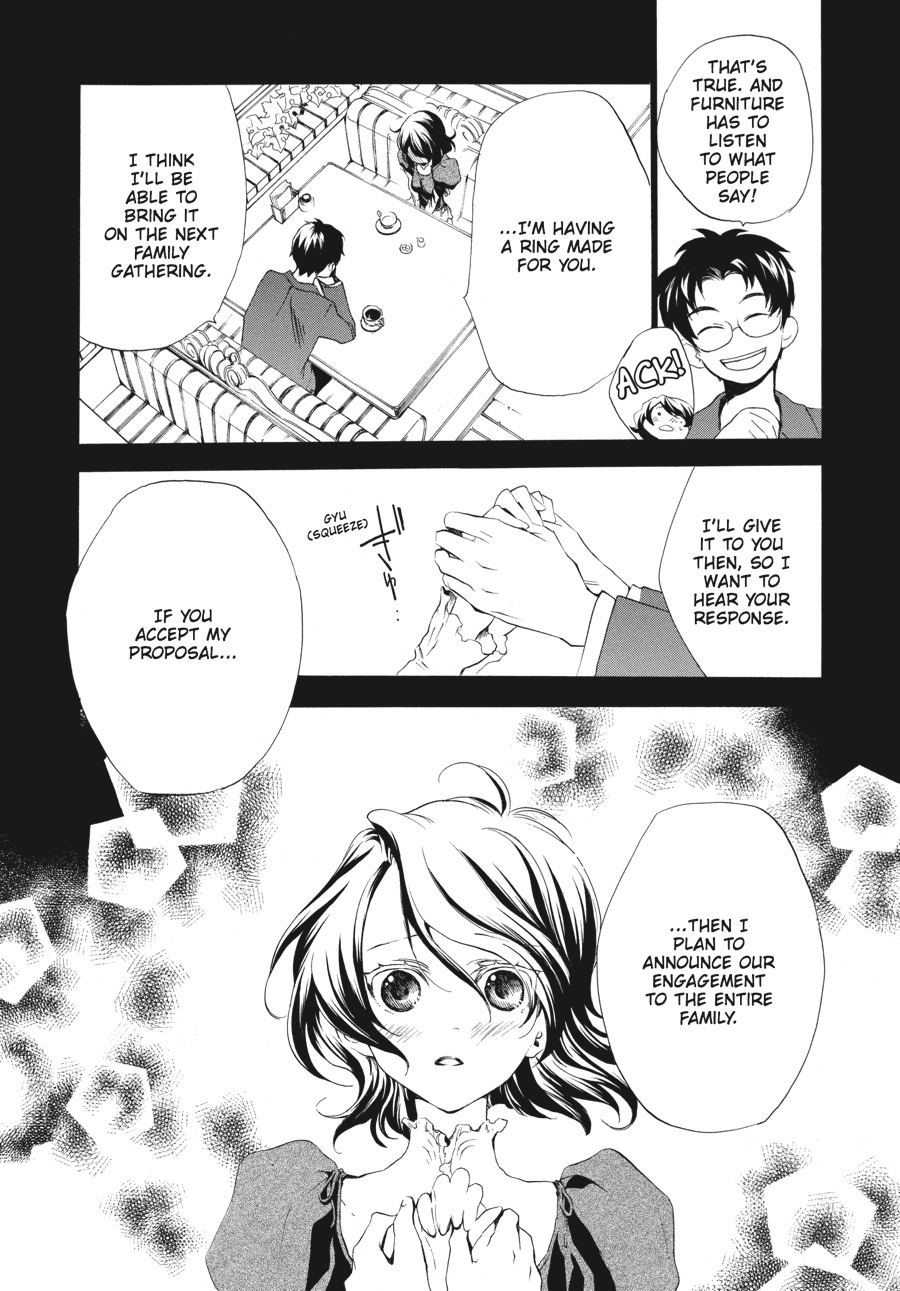 THAT'S
TRUE. AND
FURNITURE
HAS TO
LISTEN
TO WHAT
PEOPLE
SAY!
ACK!
...I'M HAVING
A RING MADE
FOR YOU.
I THINK
I'LL BE
ABLE TO
BRING IT
ON THE NEXT
FAMILY
GATHERING.
I'LL GIVE
IT TO YOU
THEN, SO I
WANT TO
HEAR YOUR
RESPONSE.
GYU
(SQUEEZE)
ぎゅ…
IF YOU
ACCEPT MY
PROPOSAL...
...THEN I
PLAN TO
ANNOUNCE OUR
ENGAGEMENT
TO THE ENTIRE
FAMILY.